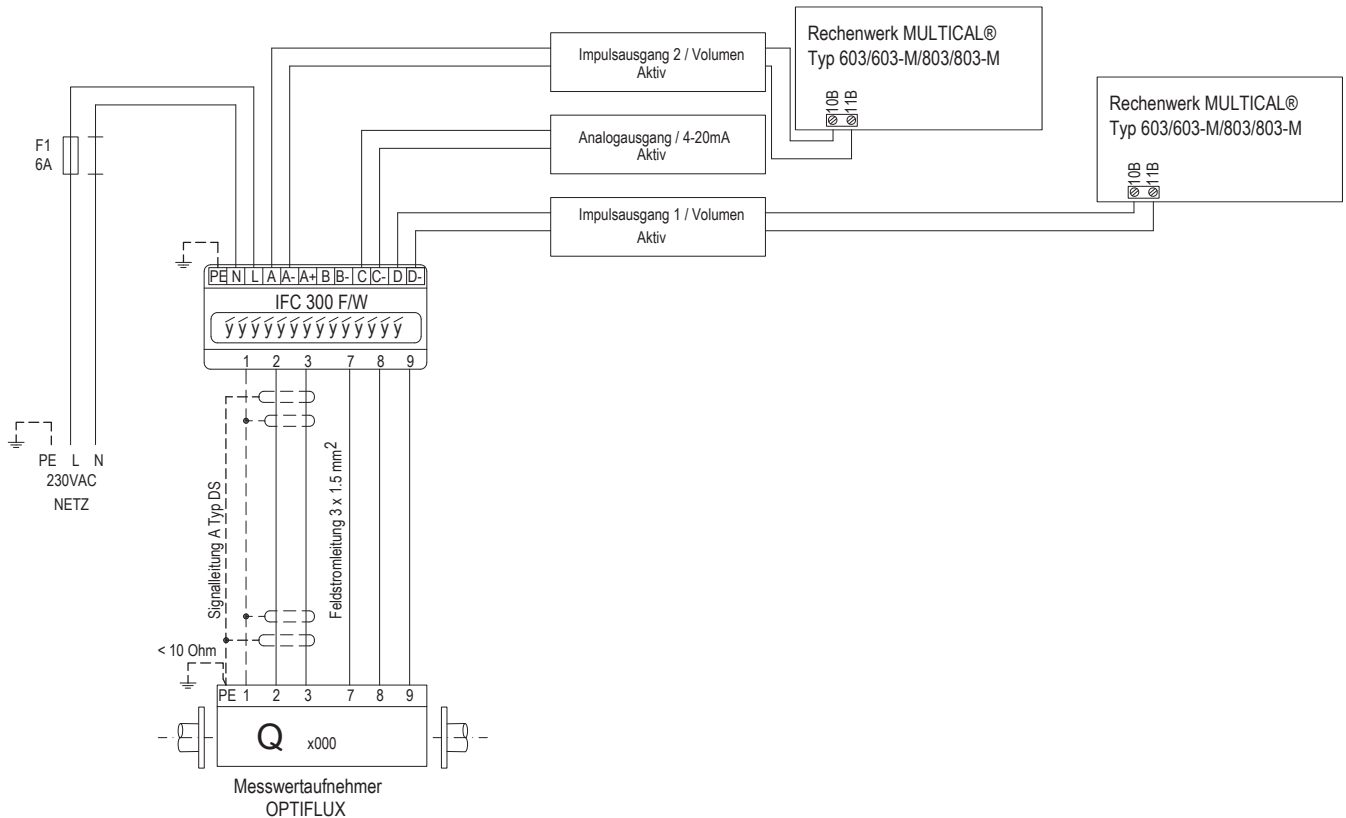 Impulsausgang 2 / Volumen
Aktiv
Rechenwerk MULTICAL®
Typ 603/603-M/803/803-M
10B 11B
Rechenwerk MULTICAL®
Typ 603/603-M/803/803-M
10B 11B
Analogausgang / 4-20mA
Aktiv
Impulsausgang 1 / Volumen
Aktiv
F1
6A
PE N L A A- A+ B B- C C- D D-
IFC 300 F/W
ý ý ý ý ý ý ý ý ý ý ý ý ý ý
1 2 3 7 8 9
PE L N
230VAC
NETZ
Signalleitung A Typ DS
Feldstromleitung 3 x 1.5 mm²
< 10 Ohm
PE 1 2 3 7 8 9
Q x000
Messwertaufnehmer
OPTIFLUX